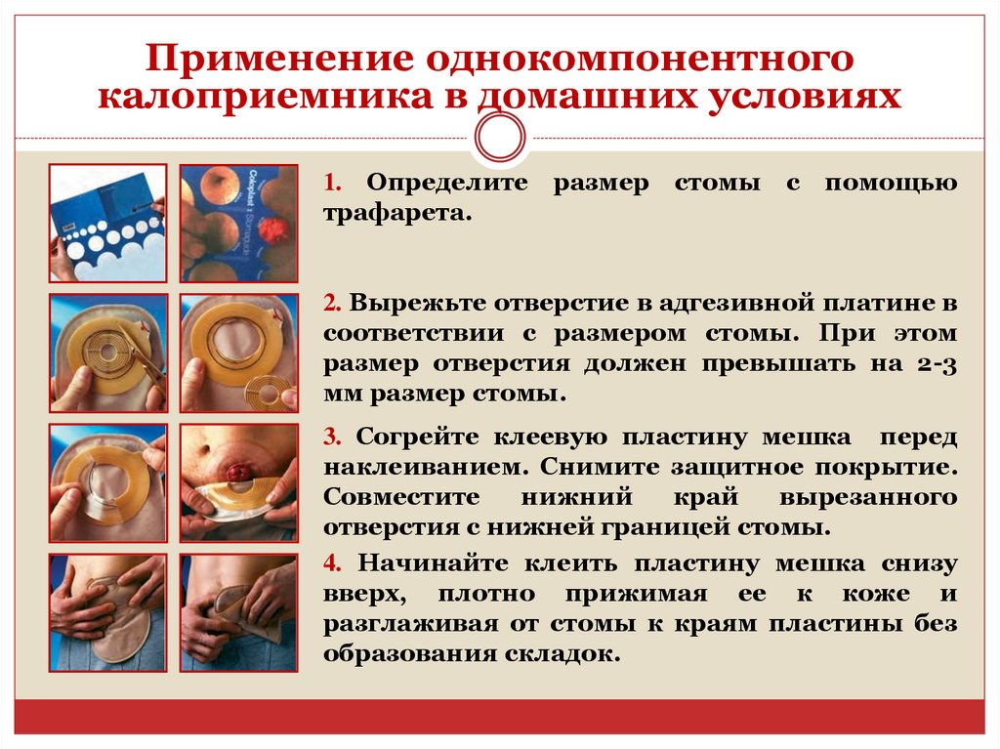 Применение однокомпонентного
калоприемника в домашних условиях
1. Определите размер стомы с помощью
трафарета.
Coloplast
2. Вырежьте отверстие в адгезивной платине в
соответствии с размером стомы. При этом
размер отверстия должен превышать на 2-3
мм размер стомы.
3. Согрейте клеевую пластину мешка перед
наклеиванием. Снимите защитное покрытие.
Совместите нижний край вырезанного
отверстия с нижней границей стомы.
4. Начинайте клеить пластину мешка снизу
вверх, плотно прижимая ее к коже и
разглаживая от стомы к краям пластины без
образования складок.